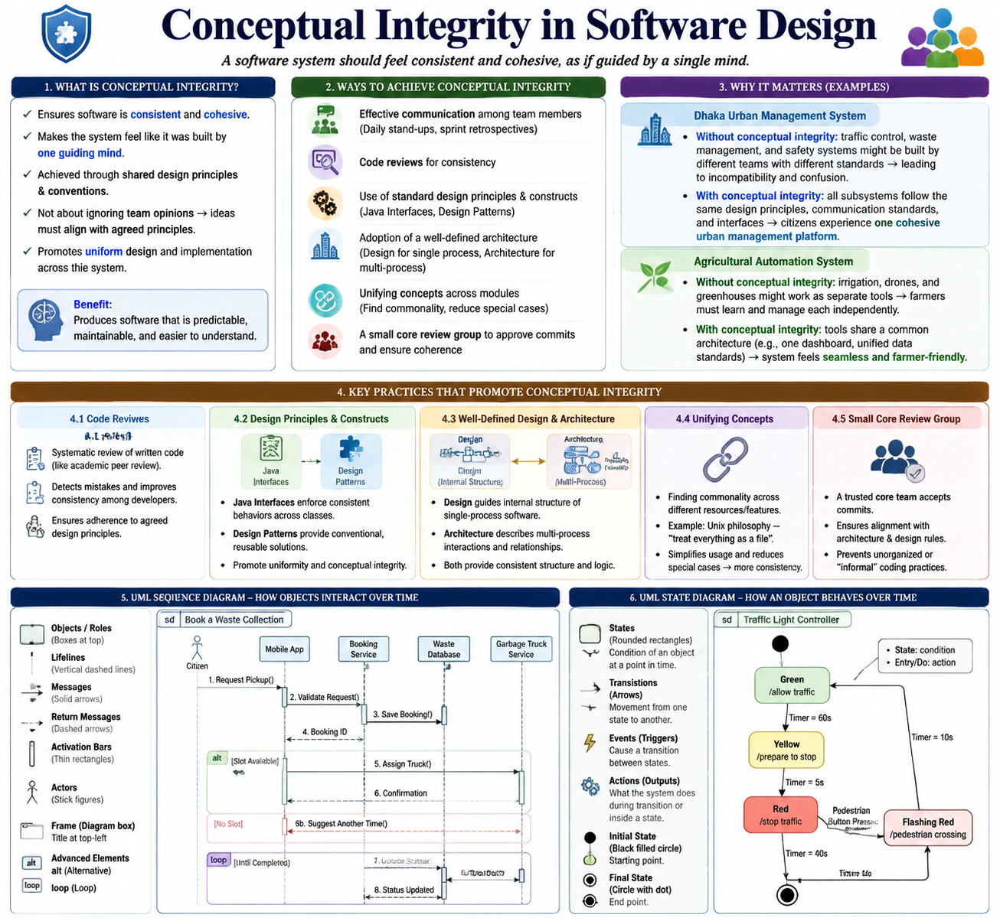 Conceptual Integrity in Software Design
A software system should feel consistent and cohesive, as if guided by a single mind.
1. WHAT IS CONCEPTUAL INTEGRITY?
✓ Ensures software is consistent and cohesive.
✓ Makes the system feel like it was built by
one guiding mind.
✓ Achieved through shared design principles
& conventions.
✓ Not about ignoring team opinions → ideas
must align with agreed principles.
✓ Promotes uniform design and implementation
across thie system.
Benefit:
Produces software that is predictable,
maintainable, and easier to understand.
2. WAYS TO ACHIEVE CONCEPTUAL INTEGRITY
Effective communication among team members
(Daily stand-ups, sprint retrospectives)
Code reviews for consistency
Use of standard design principles & constructs
(Java Interfaces, Design Patterns)
Adoption of a well-defined architecture
(Design for single process, Architecture for
multi-process)
Unifying concepts across modules
(Find commonality, reduce special cases)
A small core review group to approve commits
and ensure coherence
3. WHY IT MATTERS (EXAMPLES)
Dhaka Urban Management System
• Without conceptual integrity: traffic control, waste
management, and safety systems might be built by
different teams with different standards → leading
to incompatibility and confusion.
• With conceptual integrity: all subsystems follow the
same design principles, communication standards,
and interfaces → citizens experience one cohesive
urban management platform.
Agricultural Automation System
• Without conceptual integrity: irrigation, drones, and
greenhouses might work as separate tools → farmers
must learn and manage each independently.
• With conceptual integrity: tools share a common
architecture (e.g., one dashboard, unified data
standards) → system feels seamless and farmer-friendly.
4. KEY PRACTICES THAT PROMOTE CONCEPTUAL INTEGRITY
4.1 Code Reviews
Systematic review of written code
(like academic peer review).
Detects mistakes and improves
consistency among developers.
Ensures adherence to agreed
design principles.
4.2 Design Principles & Constructs
Java
Interfaces
Design
Patterns
• Java Interfaces enforce consistent
behaviors across classes.
• Design Patterns provide conventional,
reusable solutions.
• Promote uniformity and conceptual integrity.
4.3 Well-Defined Design & Architecture
Design
(Internal Structure)
Architecture
(Multi-Process)
• Design guides internal structure of
single-process software.
• Architecture describes multi-process
interactions and relationships.
• Both provide consistent structure and logic.
4.4 Unifying Concepts
• Finding commonality across
different resources/features.
• Example: Unix philosophy –
"treat everything as a file".
• Simplifies usage and reduces
special cases → more consistency.
4.5 Small Core Review Group
• A trusted core team accepts
commits.
• Ensures alignment with
architecture & design rules.
• Prevents unorganized or
"informal" coding practices.
5. UML SEQUENCE DIAGRAM – HOW OBJECTS INTERACT OVER TIME
Objects / Roles
(Boxes at top)
Lifelines
(Vertical dashed lines)
Messages
(Solid arrows)
Return Messages
(Dashed arrows)
Activation Bars
(Thin rectangles)
Actors
(Stick figures)
Frame (Diagram box)
Title at top-left
alt
Advanced Elements
alt (Alternative)
loop
loop (Loop)
sd Book a Waste Collection
Citizen
Mobile App
Booking
Service
Waste
Database
Garbage Truck
Service
1. Request Pickup()
2. Validate Request()
3. Save Booking()
4. Booking ID
alt
[Slot Available]
5. Assign Truck()
6. Confirmation
[No Slot]
6b. Suggest Another Time()
loop
[Until Completed]
7. Update Status()
8. Status Updated
6. UML STATE DIAGRAM – HOW AN OBJECT BEHAVES OVER TIME
States
(Rounded rectangles)
Condition of an object
at a point in time.
Transistions
(Arrows)
Movement from one
state to another.
Events (Triggers)
Cause a transition
between states.
Actions (Outputs)
What the system does
during transition or
inside a state.
Initial State
(Black filled circle)
Starting point.
Final State
(Circle with dot)
End point.
sd Traffic Light Controller
• State: condition
• Entry/Do: action
Green
/allow traffic
Timer = 60s
Timer = 10s
Yellow
/prepare to stop
Timer = 5s
Red
/stop traffic
Pedestrian
Button Pressed
Flashing Red
/pedestrian crossing
Timer = 40s